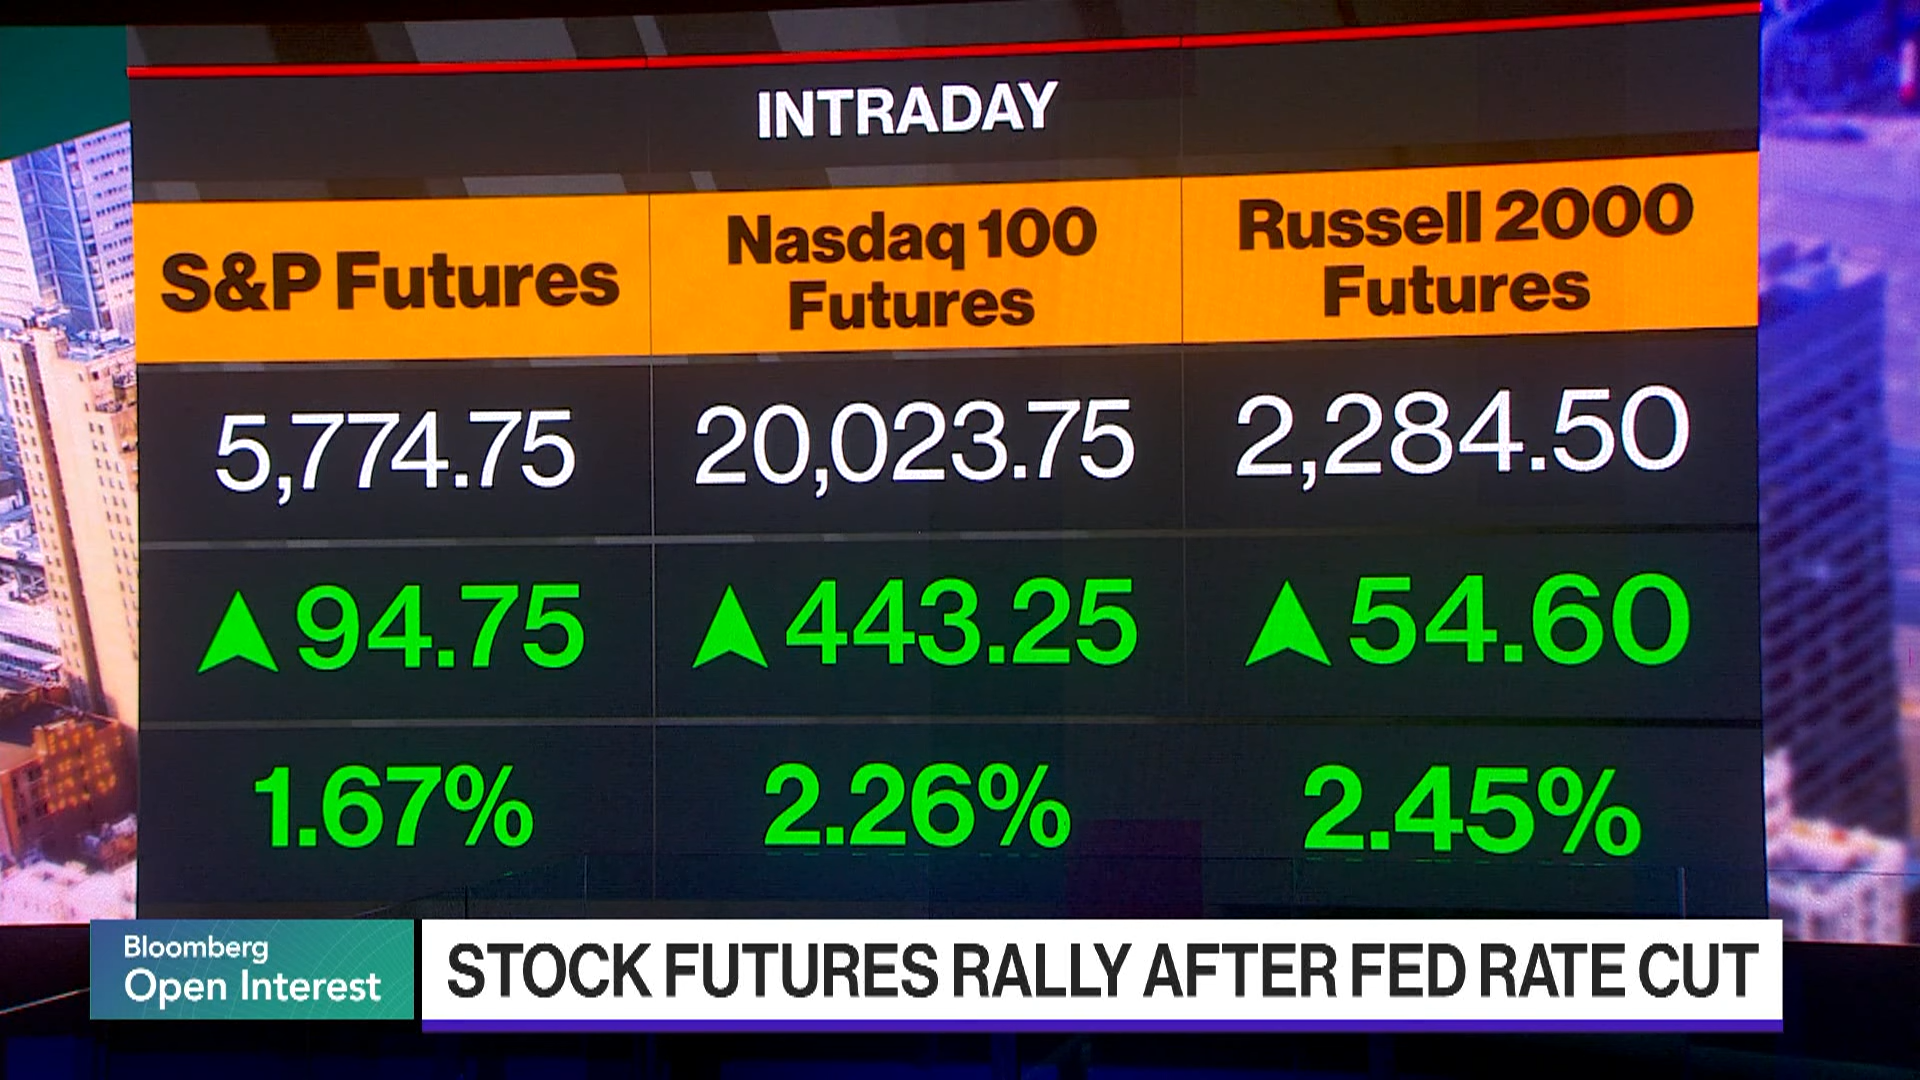 INTRADAY
S&P Futures
Nasdaq 100
Futures
Russell 2000
Futures
5,774.75
20,023.75
2,284.50
▲94.75
▲443.25
▲54.60
1.67%
2.26%
2.45%
Bloomberg
Open Interest
STOCK FUTURES RALLY AFTER FED RATE CUT